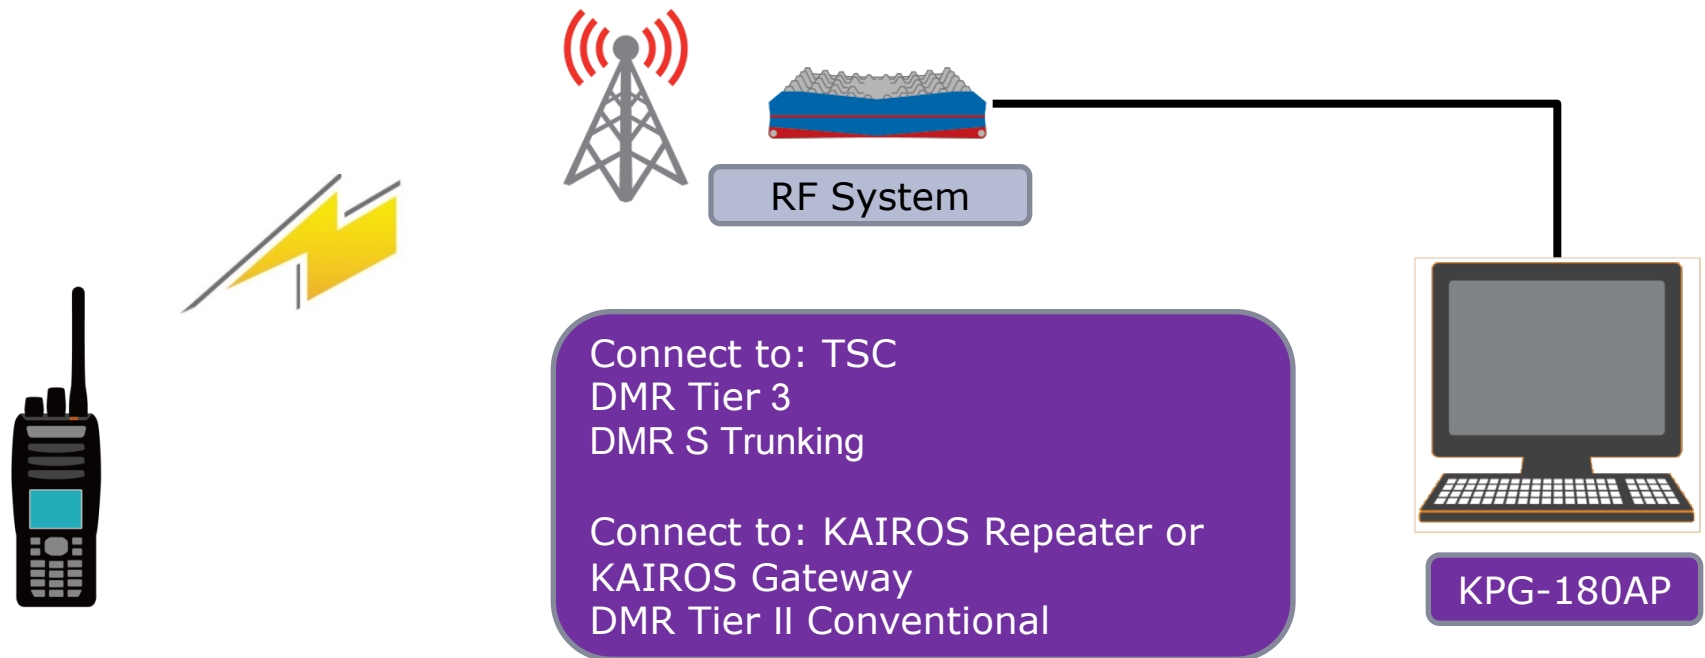 RF System
Connect to: TSC
DMR Tier 3
DMR S Trunking
Connect to: KAIROS Repeater or
KAIROS Gateway
DMR Tier II Conventional
KPG-180AP